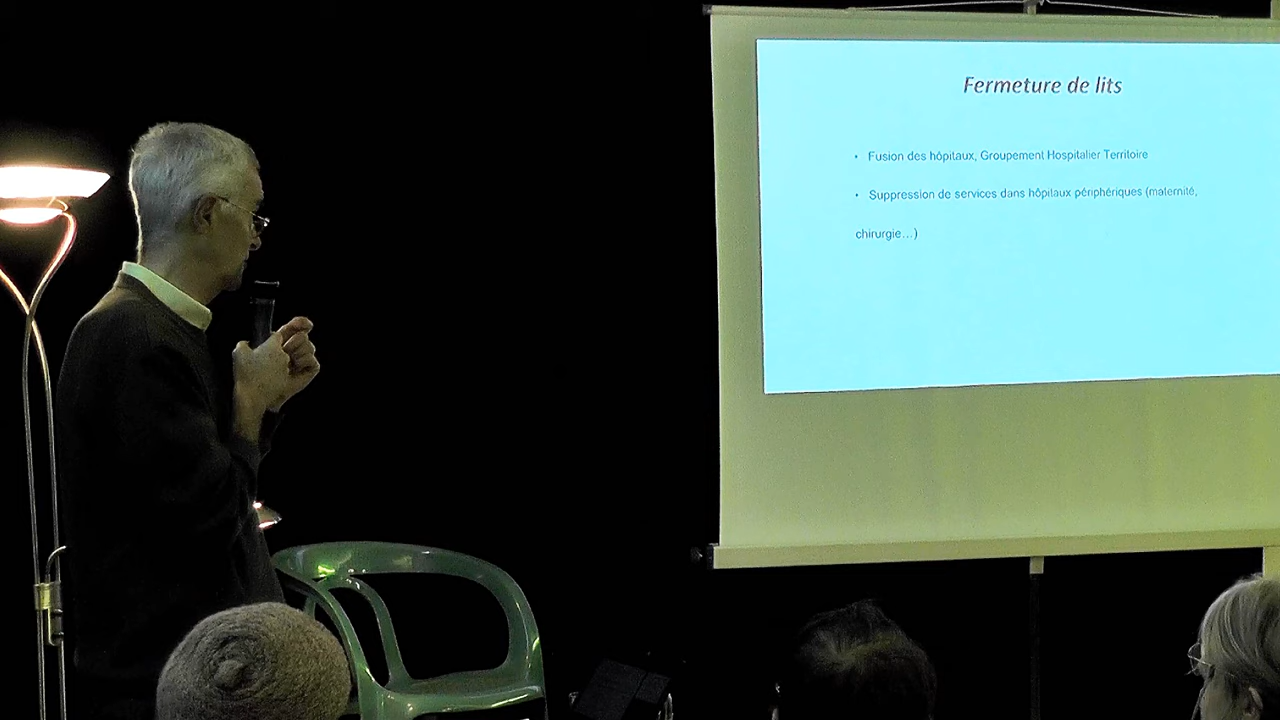 Fermeture de lits
• Fusion des hôpitaux, Groupement Hospitalier Territoire
• Suppression de services dans hôpitaux périphériques (maternité,
chirurgie...)